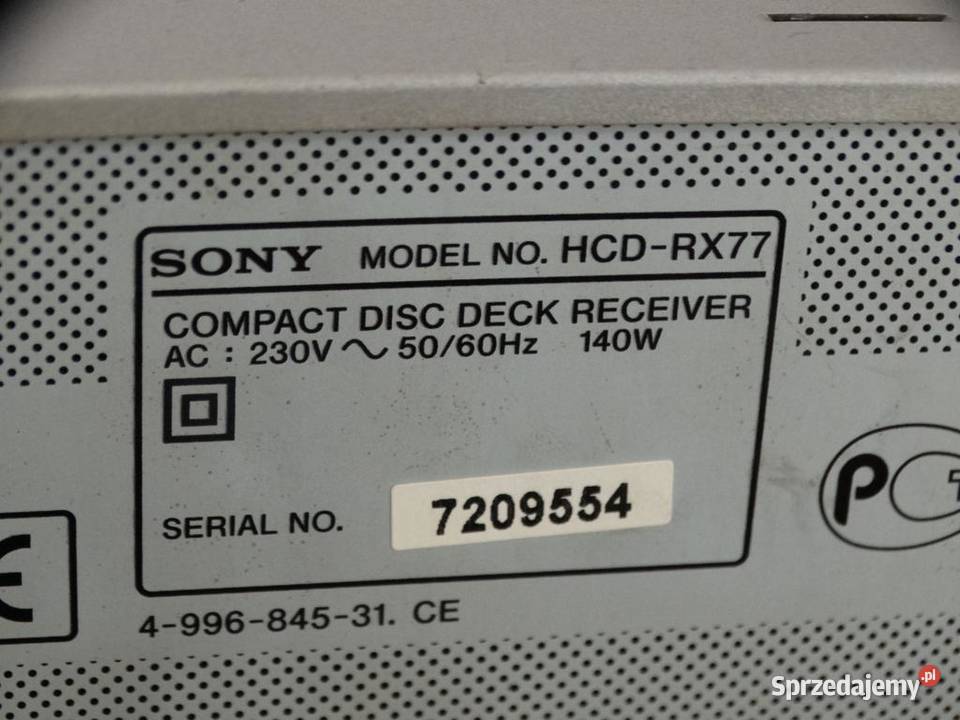 SONY MODEL NO. HCD-RX77
COMPACT DISC DECK RECEIVER
AC : 230V ~ 50/60Hz 140W
SERIAL NO. 7209554
4-996-845-31. CE
Sprzedajemy.pl